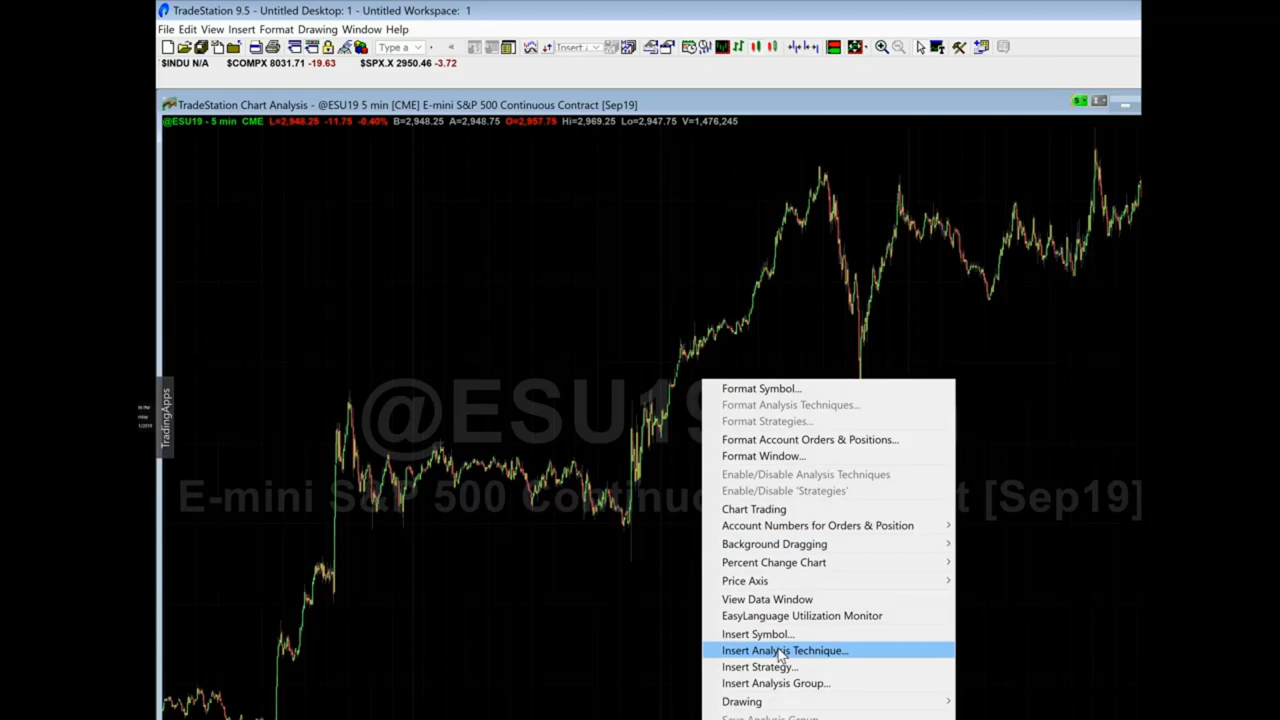 TradeStation 9.5 - Untitled Desktop: 1 - Untitled Workspace: 1
File Edit View Insert Format Drawing Window Help
Type a
Insert
$INDU N/A $COMPX 8031.71 -19.63 $SPX.X 2950.46 -3.72
TradeStation Chart Analysis - @ESU19 5 min [CME] E-mini S&P 500 Continuous Contract [Sep19]
@ESU19 - 5 min CME L=2,948.25 -11.75 -0.40% B=2,948.25 A=2,948.75 O=2,957.75 Hi=2,969.25 Lo=2,947.75 V=1,476,245
TradingApps
@ESU19
E-mini S&P 500 Continuous Contract [Sep19]
Format Symbol...
Format Analysis Techniques...
Format Strategies...
Format Account Orders & Positions...
Format Window...
Enable/Disable Analysis Techniques
Enable/Disable 'Strategies'
Chart Trading
Account Numbers for Orders & Position
Background Dragging
Percent Change Chart
Price Axis
View Data Window
EasyLanguage Utilization Monitor
Insert Symbol...
Insert Analysis Technique...
Insert Strategy...
Insert Analysis Group...
Drawing
Save Analysis Group...